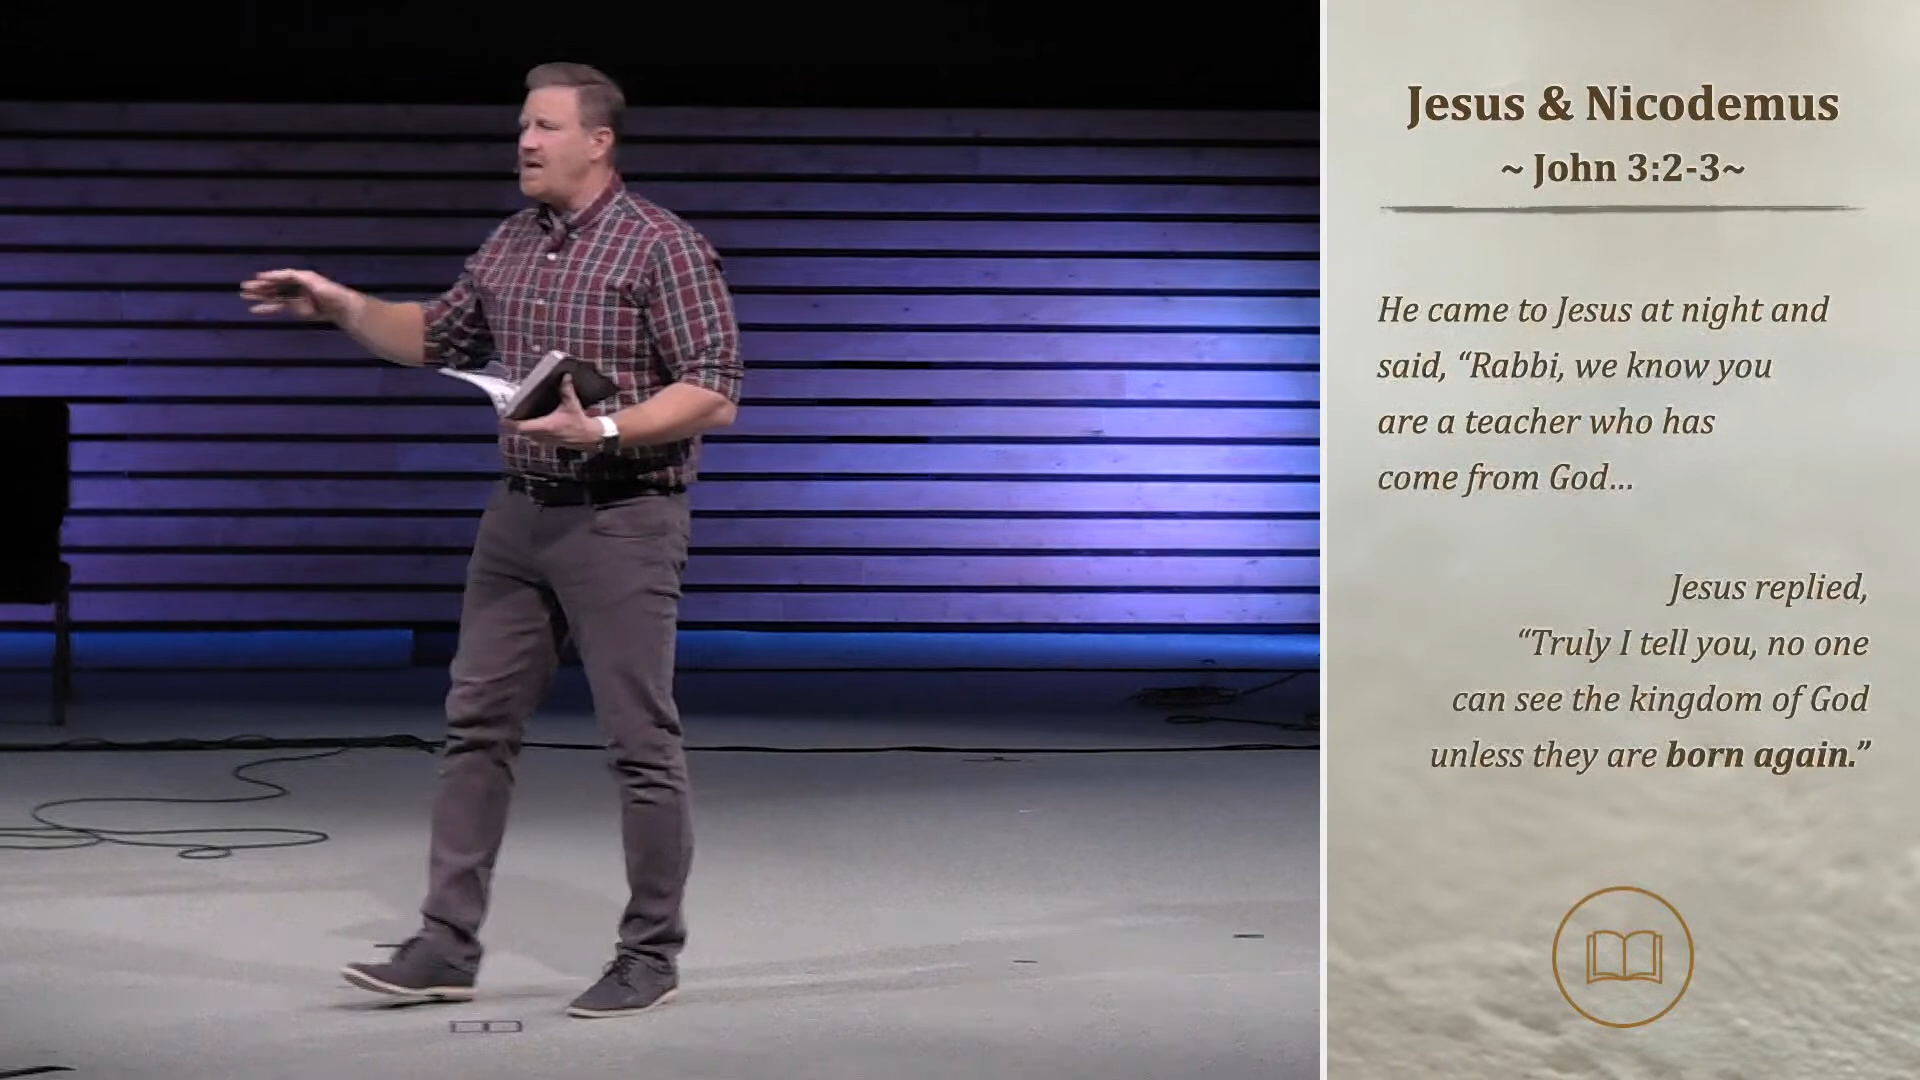 Jesus & Nicodemus
~ John 3:2-3~
He came to Jesus at night and
said, “Rabbi, we know you
are a teacher who has
come from God...
Jesus replied,
“Truly I tell you, no one
can see the kingdom of God
unless they are born again.”